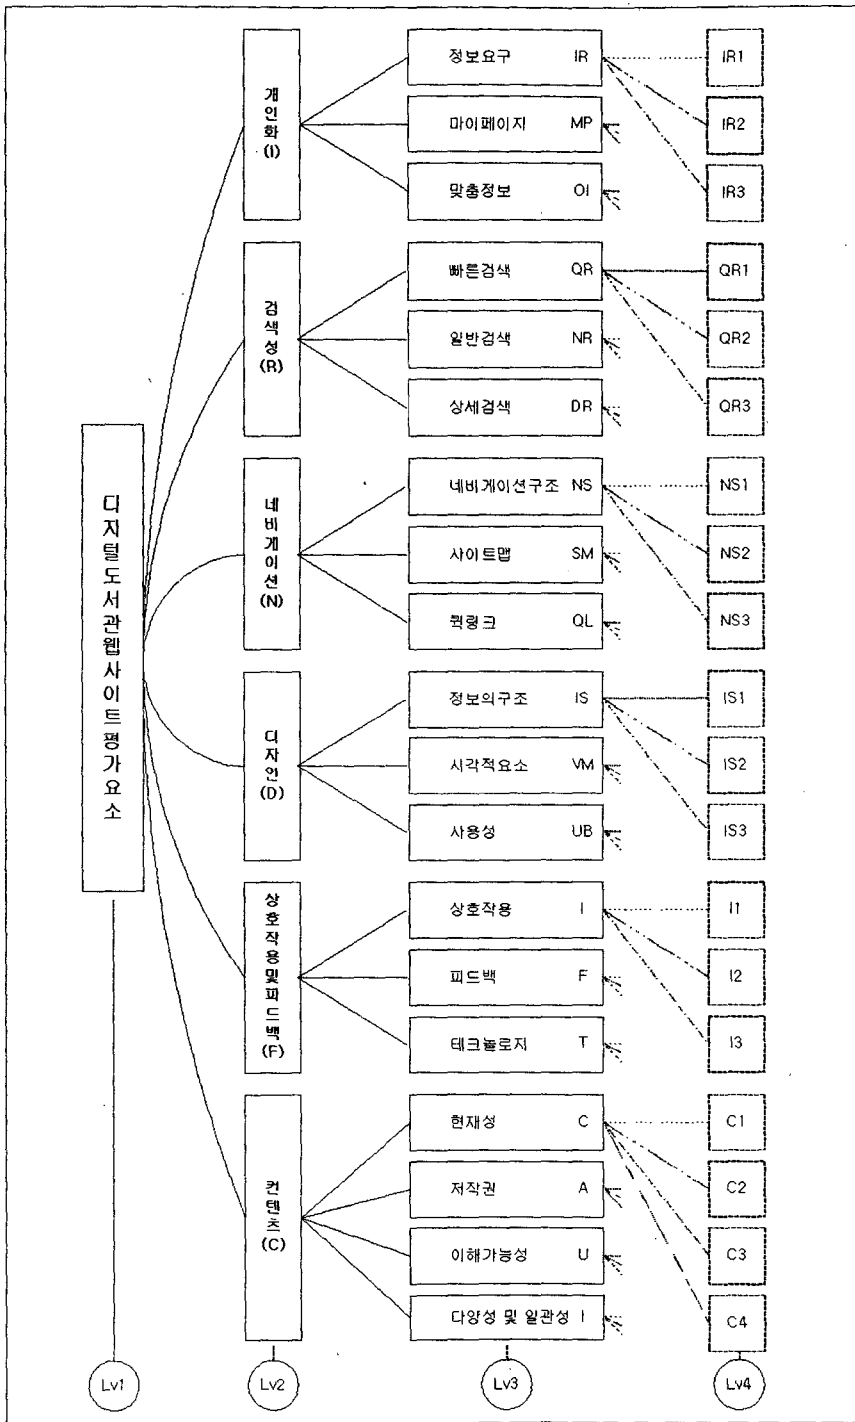 디지털도서관웹사이트평가요소
개인화(I)
정보요구 IR
마이페이지 MP
맞춤정보 OI
IR1
IR2
IR3
검색성(R)
빠른검색 QR
일반검색 NR
상세검색 DR
QR1
QR2
QR3
네비게이션(N)
네비게이션구조 NS
사이트맵 SM
퀵링크 QL
NS1
NS2
NS3
디자인(D)
정보의구조 IS
시각적요소 VM
사용성 UB
IS1
IS2
IS3
상호작용및피드백(F)
상호작용 I
피드백 F
테크놀로지 T
I1
I2
I3
컨텐츠(C)
현재성 C
저작권 A
이해가능성 U
다양성 및 일관성 I
C1
C2
C3
C4
Lv1
Lv2
Lv3
Lv4